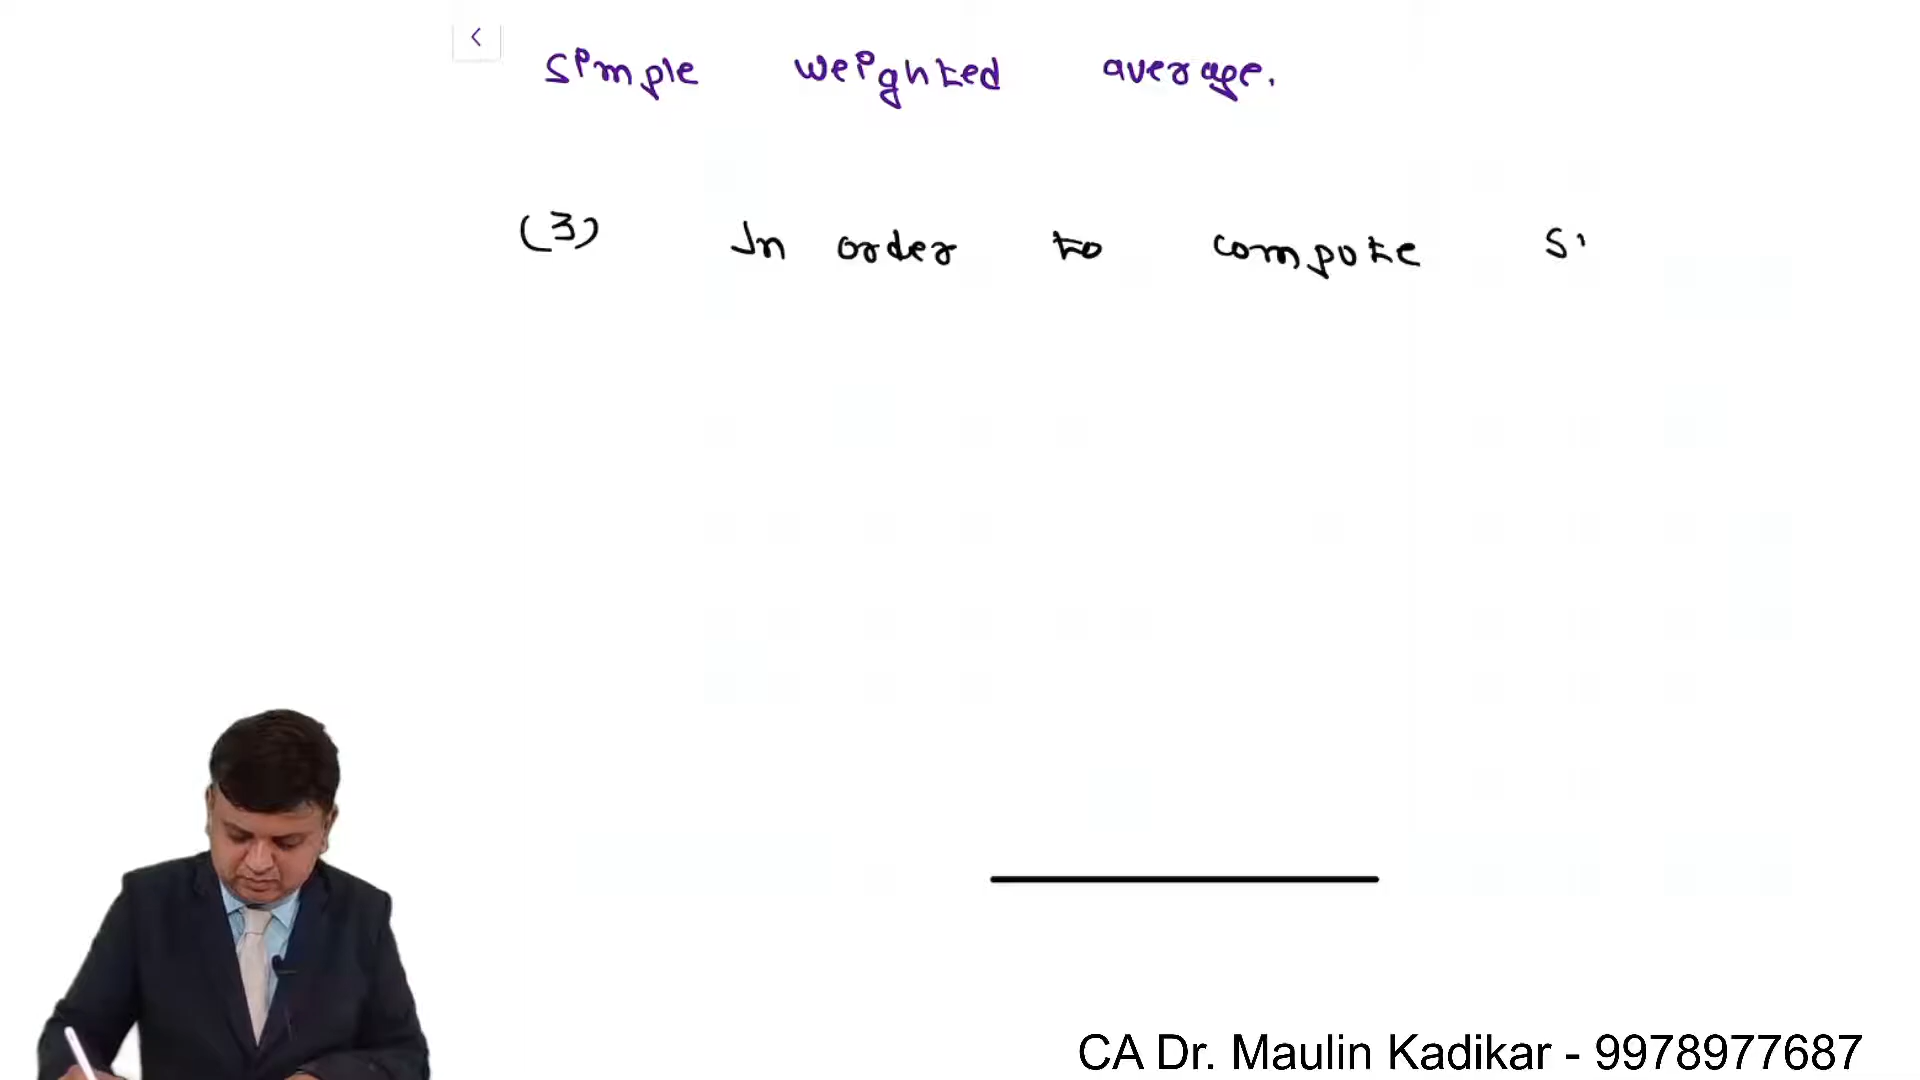 simple weighted average.
(3) In order to compute
CA Dr. Maulin Kadikar - 9978977687